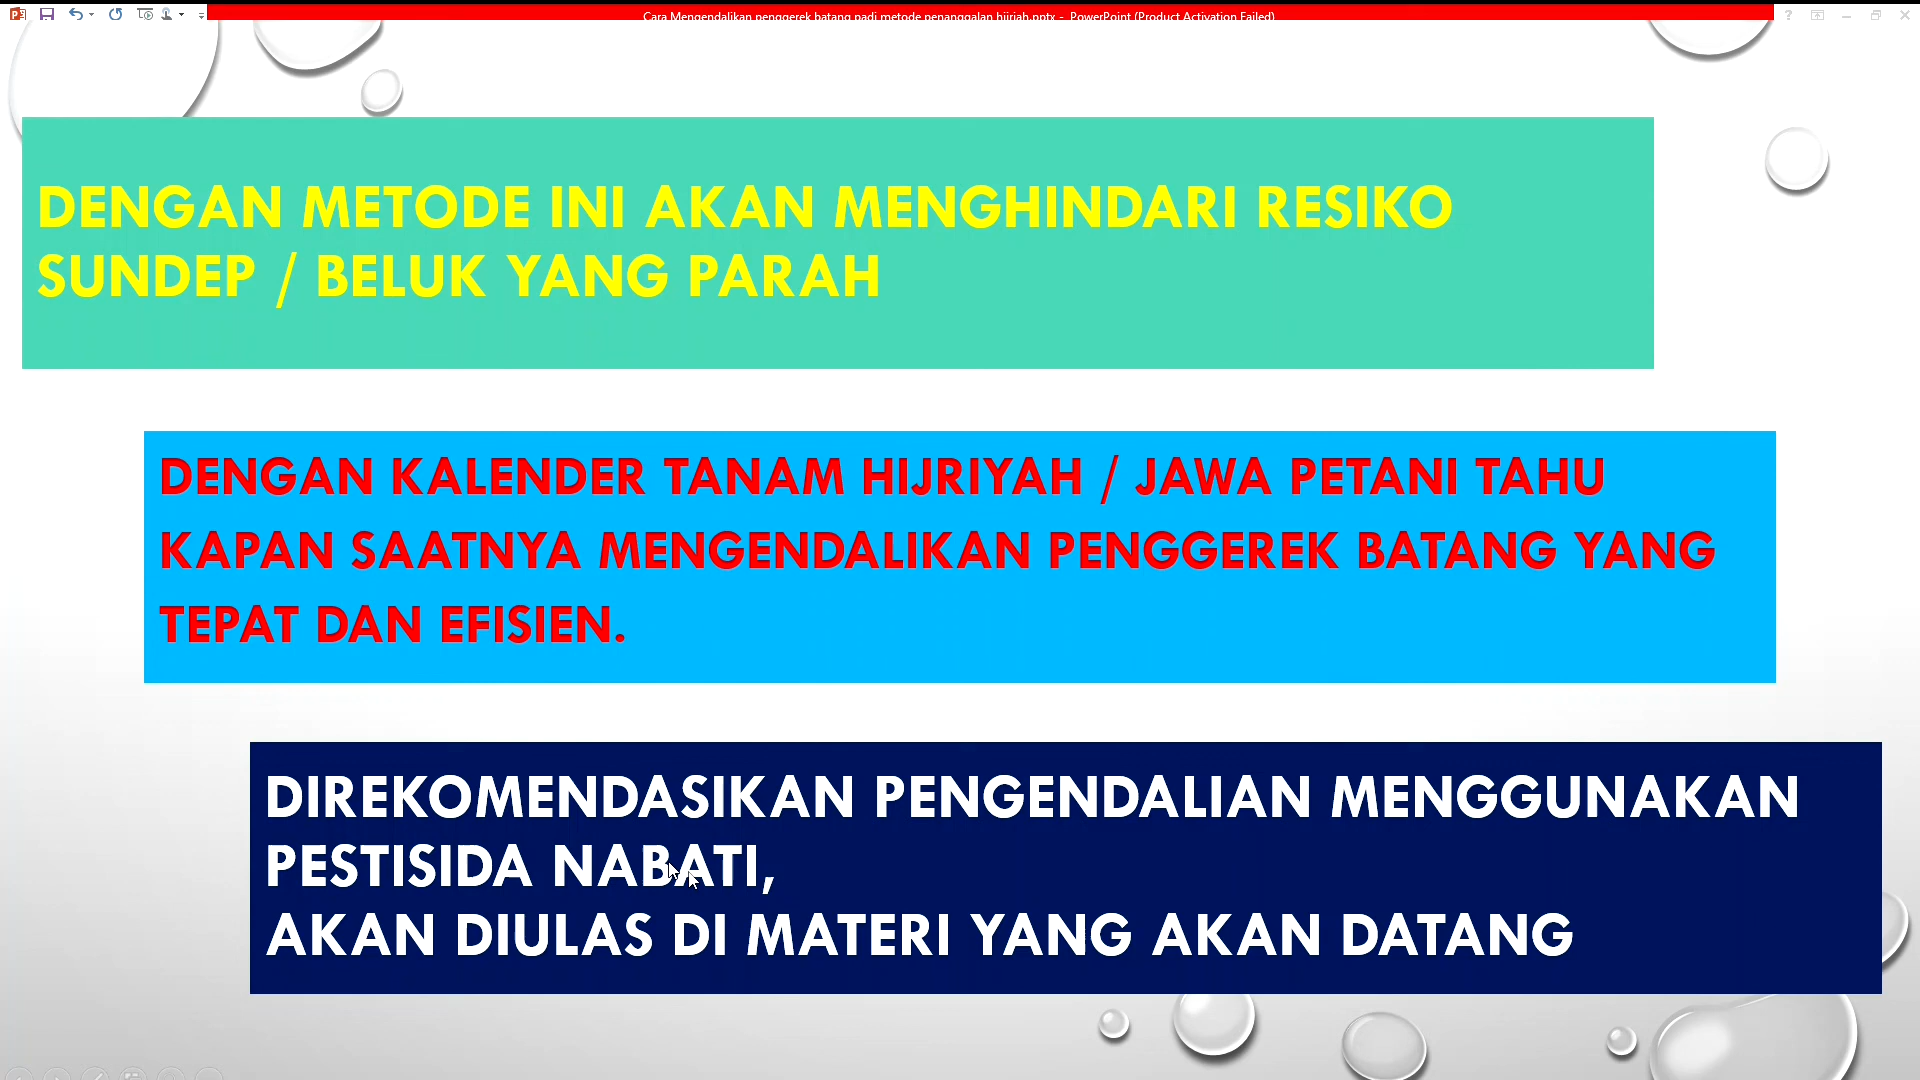 Cara Mengendalikan penggerek batang padi metode penanggalan hijriah.pptx - PowerPoint (Product Activation Failed)
DENGAN METODE INI AKAN MENGHINDARI RESIKO
SUNDEP / BELUK YANG PARAH
DENGAN KALENDER TANAM HIJRIYAH / JAWA PETANI TAHU
KAPAN SAATNYA MENGENDALIKAN PENGGEREK BATANG YANG
TEPAT DAN EFISIEN.
DIREKOMENDASIKAN PENGENDALIAN MENGGUNAKAN
PESTISIDA NABATI,
AKAN DIULAS DI MATERI YANG AKAN DATANG